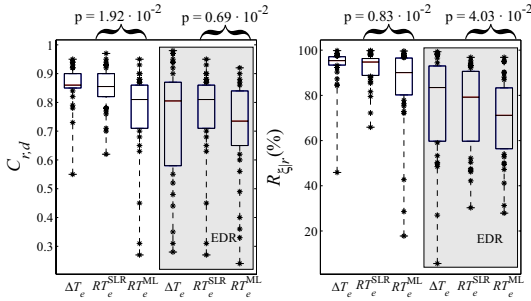 p = 1.92 · 10⁻²
p = 0.69 · 10⁻²
p = 0.83 · 10⁻²
p = 4.03 · 10⁻²
1
0.9
0.8
0.7
0.6
0.5
0.4
0.3
C_{r,d}
EDR
ΔT_e RT_e^{SLR} RT_e^{ML} ΔT_e RT_e^{SLR} RT_e^{ML}
100
80
60
40
20
R_{ξ|r} (%)
EDR
ΔT_e RT_e^{SLR} RT_e^{ML} ΔT_e RT_e^{SLR} RT_e^{ML}